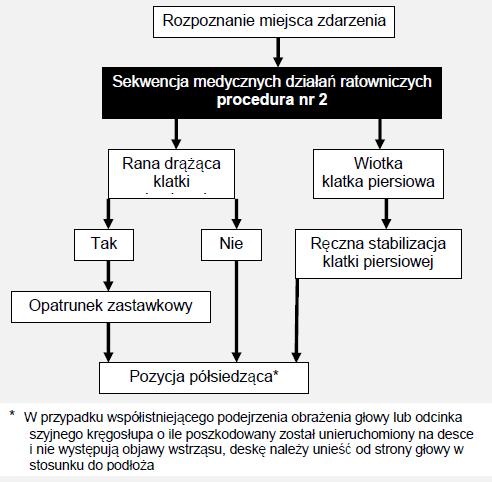 Rozpoznanie miejsca zdarzenia
Sekwencja medycznych działań ratowniczych
procedura nr 2
Rana drążąca
klatki
Wiotka
klatka piersiowa
Tak
Nie
Ręczna stabilizacja
klatki piersiowej
Opatrunek zastawkowy
Pozycja półsiedząca*
* W przypadku współistniejącego podejrzenia obrażenia głowy lub odcinka
szyjnego kręgosłupa o ile poszkodowany został unieruchomiony na desce
i nie występują objawy wstrząsu, deskę należy unieść od strony głowy w
stosunku do podłoża